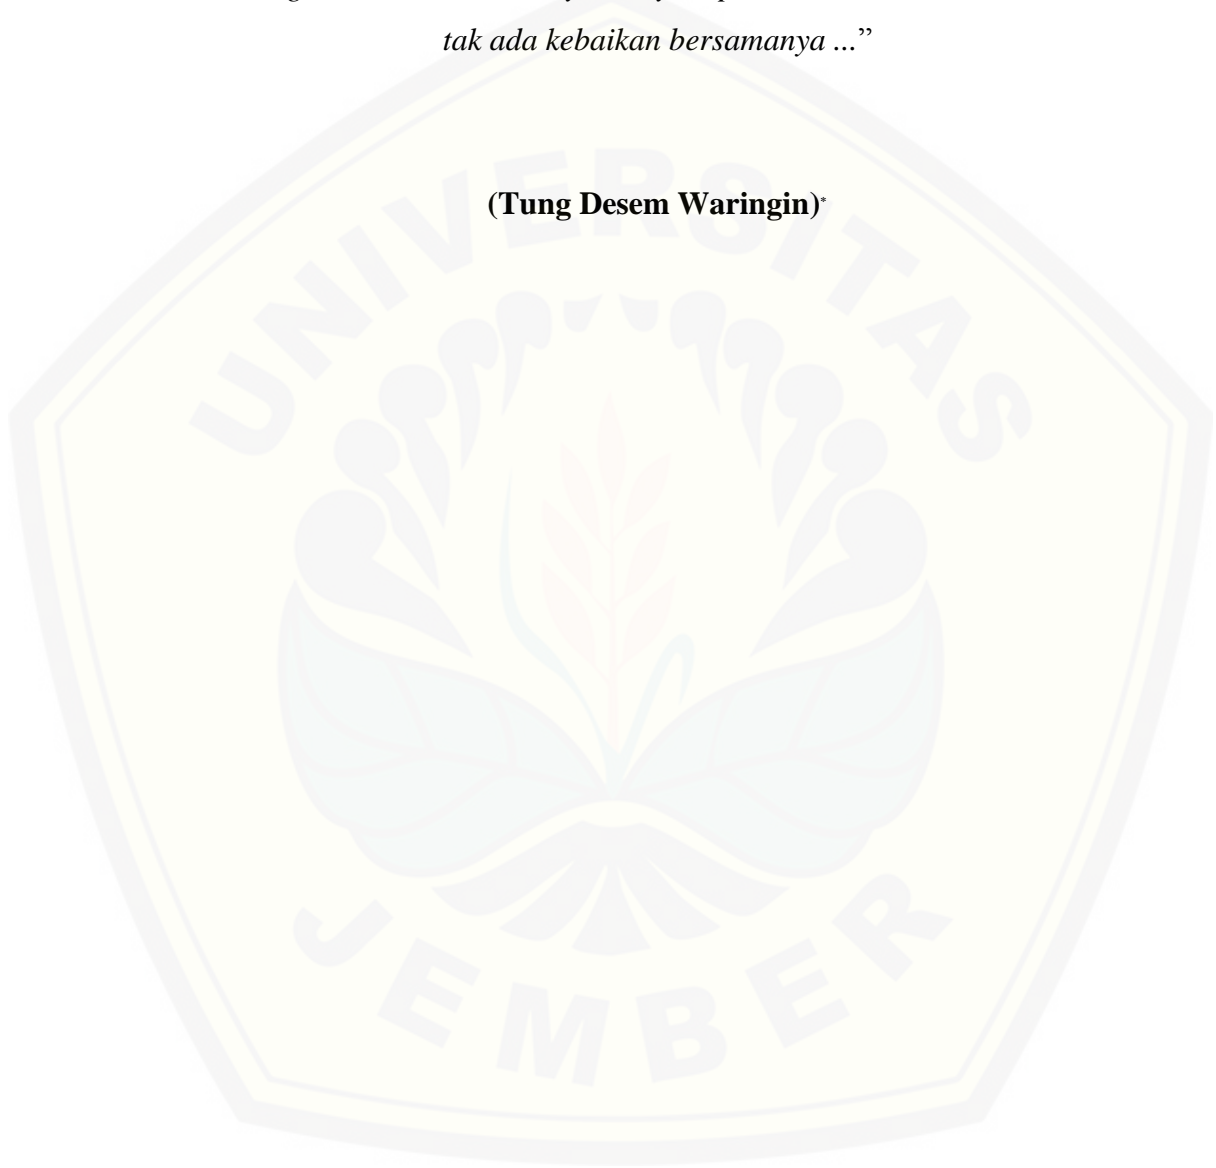 tak ada kebaikan bersamanya ...”
(Tung Desem Waringin)*
UNIVERSITAS
JEMBER